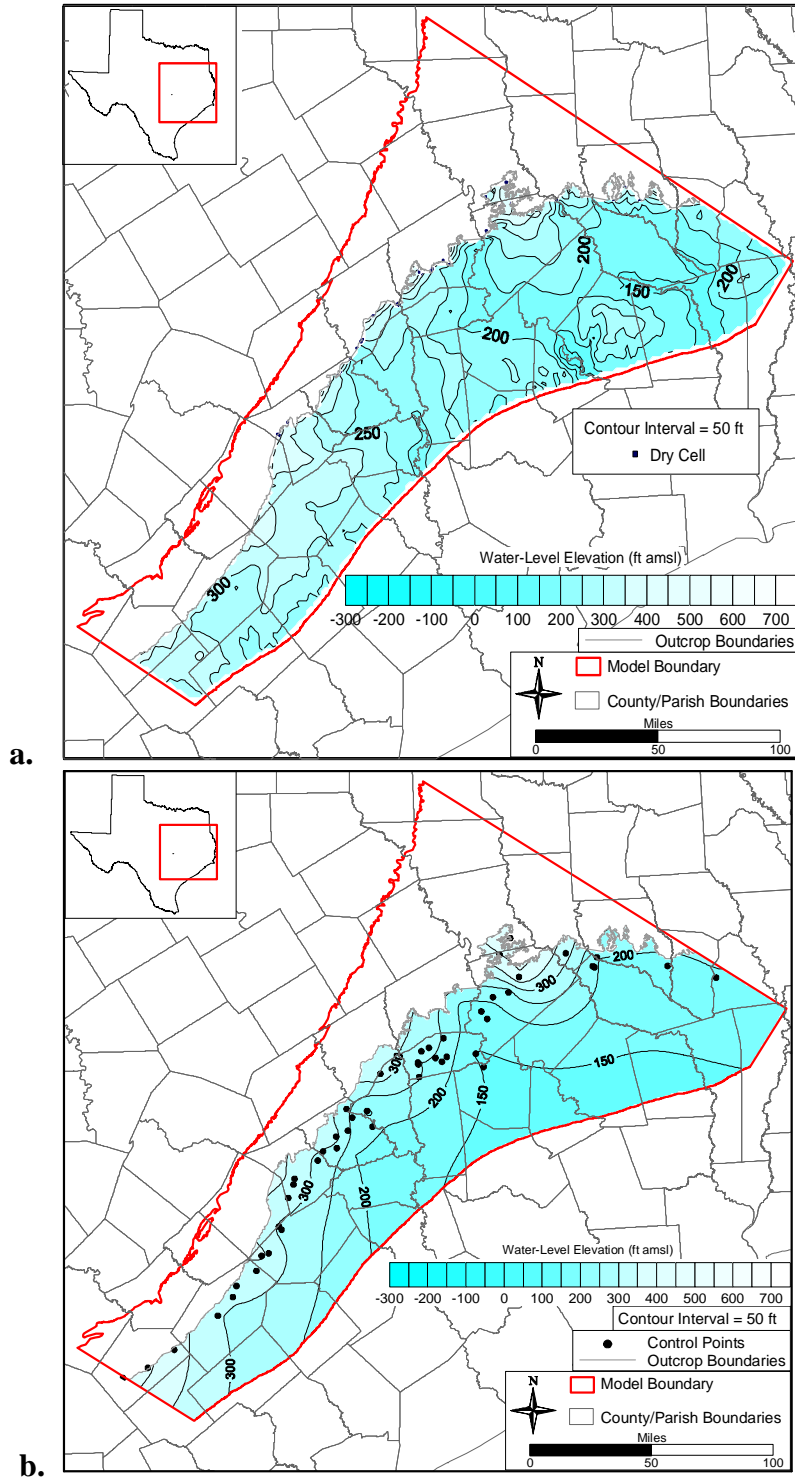 200
200
150
200
250
Contour Interval = 50 ft
Dry Cell
Water-Level Elevation (ft amsl)
300
-300 -200 -100 0 100 200 300 400 500 600 700
Outcrop Boundaries
N
Model Boundary
County/Parish Boundaries
Miles
0 50 100
a.
200
300
300
150
150
200
300
200
Water-Level Elevation (ft amsl)
-300 -200 -100 0 100 200 300 400 500 600 700
Contour Interval = 50 ft
Control Points
Outcrop Boundaries
300
N
Model Boundary
County/Parish Boundaries
Miles
0 50 100
b.